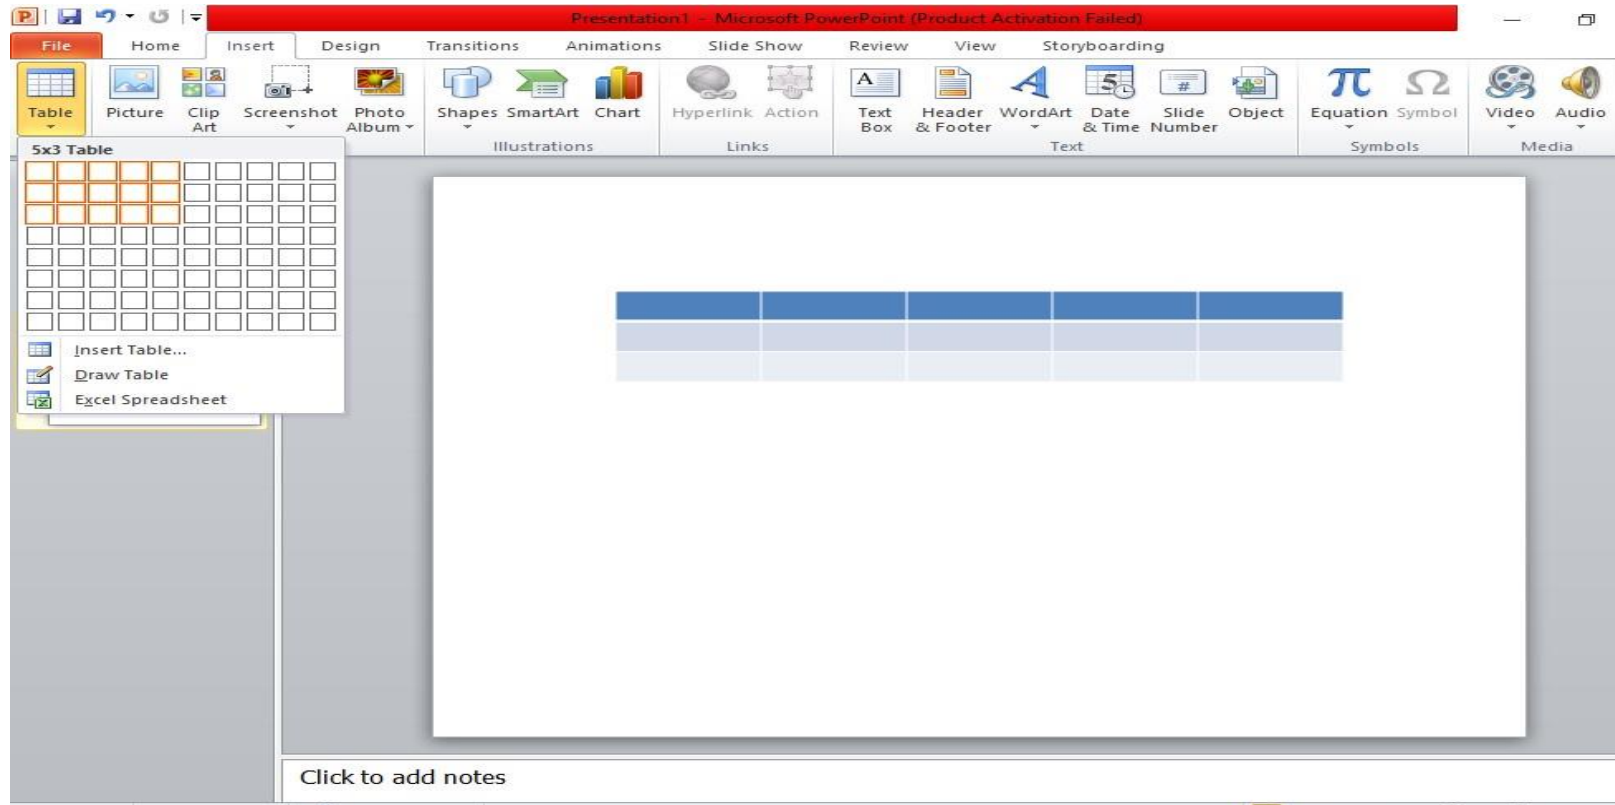 Presentation1 - Microsoft PowerPoint (Product Activation Failed)
File Home Insert Design Transitions Animations Slide Show Review View Storyboarding
Table Picture Clip Art Screenshot Photo Album Shapes SmartArt Chart Hyperlink Action Text Box Header & Footer WordArt Date & Time Slide Number Object Equation Symbol Video Audio
Illustrations Links Text Symbols Media
5x3 Table
Insert Table...
Draw Table
Excel Spreadsheet
Click to add notes